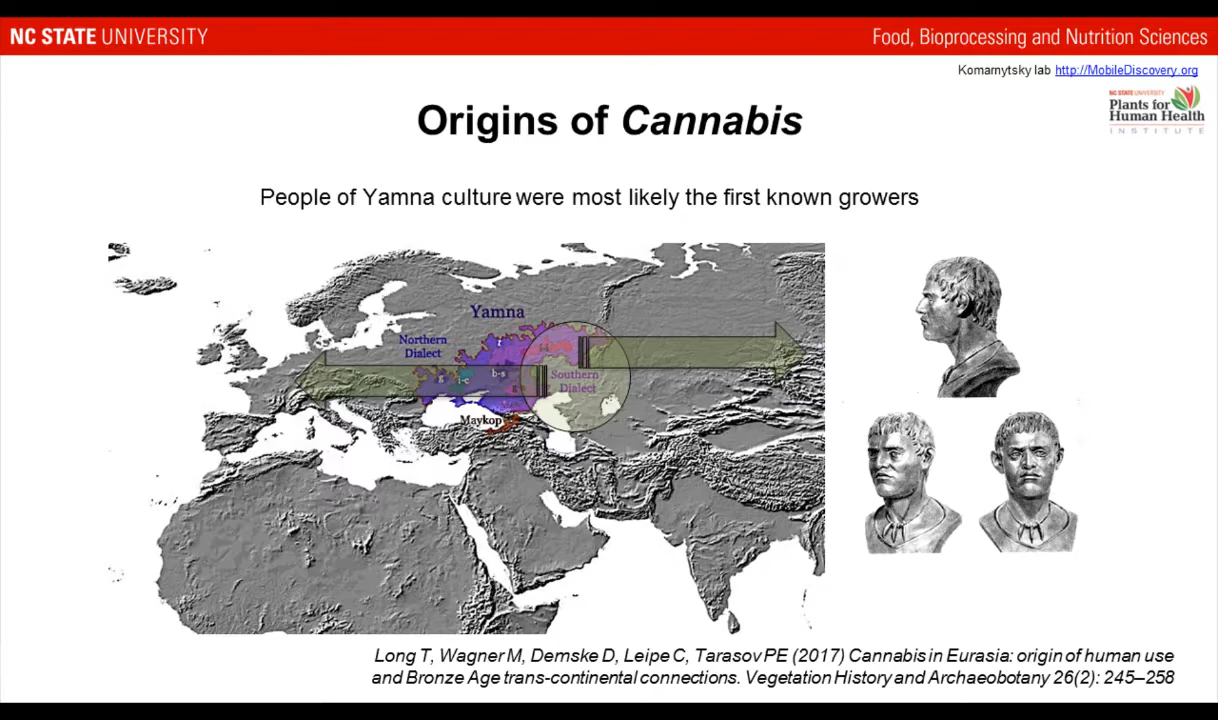 NC STATE UNIVERSITY
Food, Bioprocessing and Nutrition Sciences
Komarnytsky lab http://MobileDiscovery.org
NC STATE UNIVERSITY
Plants for
Human Health
INSTITUTE
Origins of Cannabis
People of Yamna culture were most likely the first known growers
Yamna
Northern
Dialect
g
i-c
b-s
Southern
Dialect
Maykop
Long T, Wagner M, Demske D, Leipe C, Tarasov PE (2017) Cannabis in Eurasia: origin of human use
and Bronze Age trans-continental connections. Vegetation History and Archaeobotany 26(2): 245–258